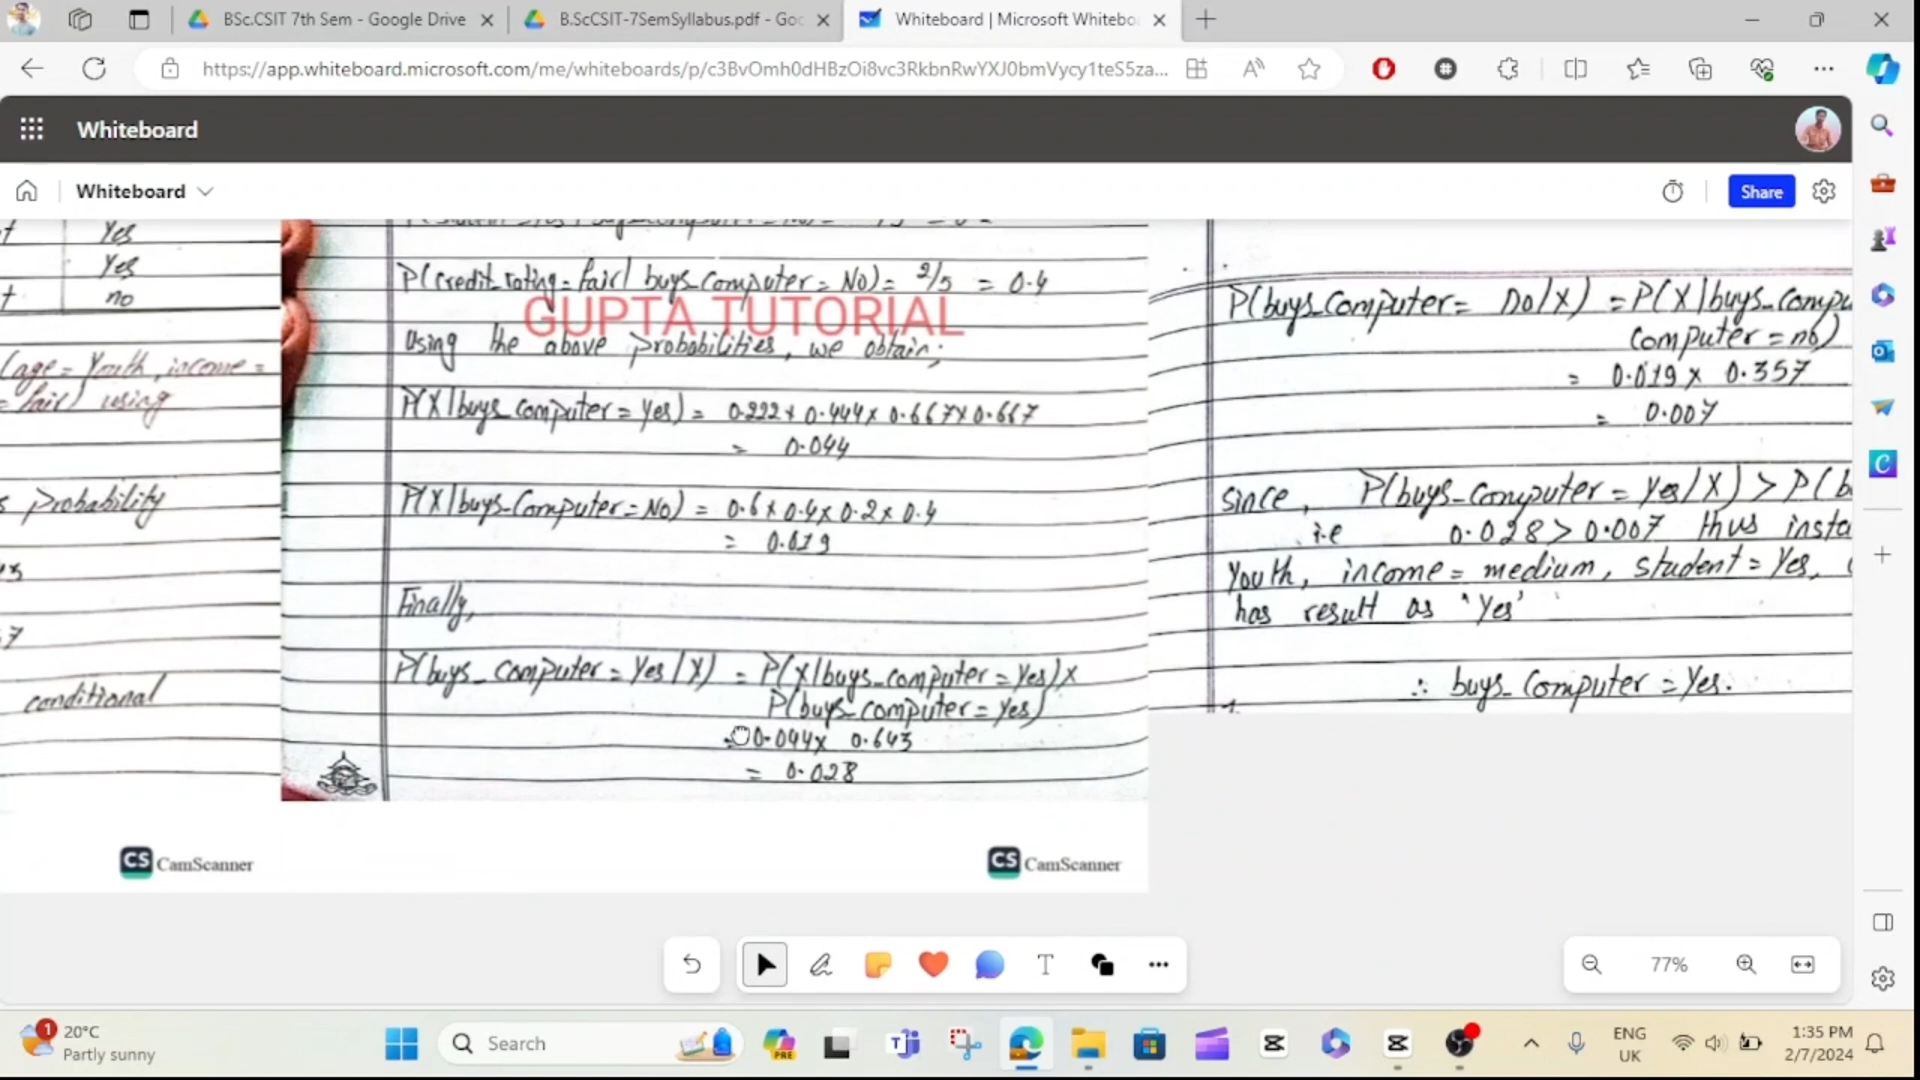 BSc.CSIT 7th Sem - Google Drive
B.ScCSIT-7SemSyllabus.pdf - Goo
Whiteboard | Microsoft Whitebo
https://app.whiteboard.microsoft.com/me/whiteboards/p/c3BvOmh0dHBzOi8vc3RkbnRwYXJ0bmVycy1teS5za...
Whiteboard
Whiteboard
Share
t Yes
Yes
t no
(age = Youth, income =
= fair) using
s probability
7
conditional
CS CamScanner
P(credit_rating = fair/ buys_computer = No) = 2/5 = 0.4
GUPTA TUTORIAL
Using the above probabilities, we obtain;
P(X/buys_computer = Yes) = 0.222 x 0.444 x 0.667 x 0.667
= 0.044
P(X/buys_Computer = No) = 0.6 x 0.4 x 0.2 x 0.4
= 0.019
Finally,
P(buys_computer = Yes / X) = P(X/buys_computer = Yes) x
P(buys_computer = Yes)
0.044 x 0.643
= 0.028
CS CamScanner
P(buys_Computer = no/X) = P(X/buys_compu
computer = no)
= 0.019 x 0.357
= 0.007
since, P(buys_Computer = Yes/X) > P(b
i.e 0.028 > 0.007 thus insta
Youth, income = medium, student = Yes,
has result as 'Yes'
∴ buys_Computer = Yes.
77%
1
20°C
Partly sunny
Search
PRE
ENG
UK
1:35 PM
2/7/2024